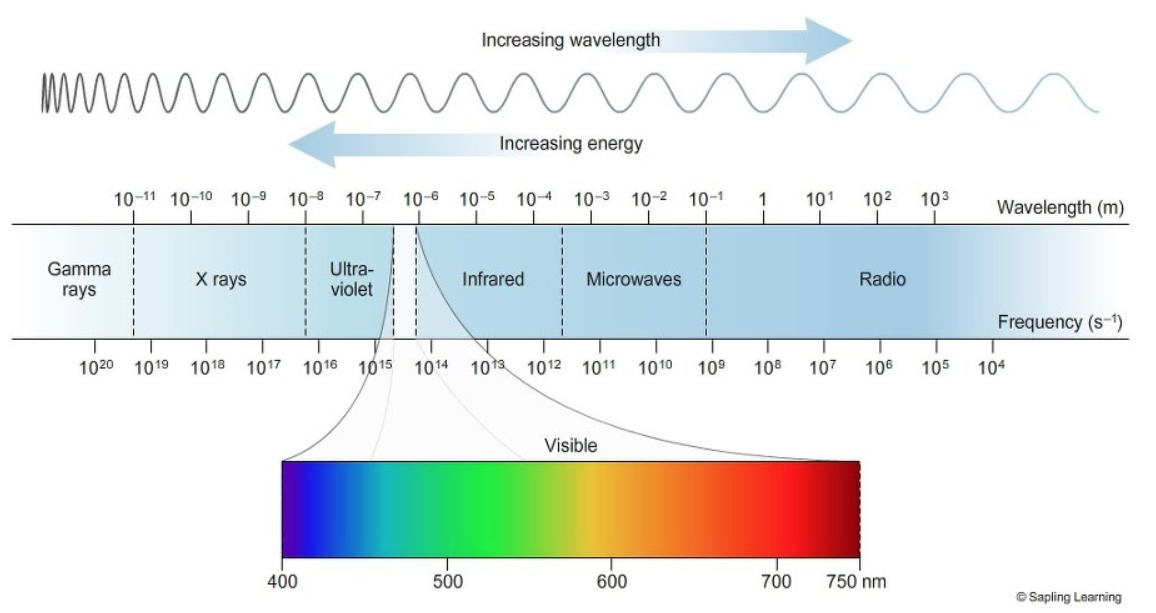 Increasing wavelength
Increasing energy
10⁻¹¹ 10⁻¹⁰ 10⁻⁹ 10⁻⁸ 10⁻⁷ 10⁻⁶ 10⁻⁵ 10⁻⁴ 10⁻³ 10⁻² 10⁻¹ 1 10¹ 10² 10³ Wavelength (m)
Gamma
rays
X rays
Ultra-
violet
Infrared
Microwaves
Radio
Frequency (s⁻¹)
10²⁰ 10¹⁹ 10¹⁸ 10¹⁷ 10¹⁶ 10¹⁵ 10¹⁴ 10¹³ 10¹² 10¹¹ 10¹⁰ 10⁹ 10⁸ 10⁷ 10⁶ 10⁵ 10⁴
Visible
400 500 600 700 750 nm
© Sapling Learning